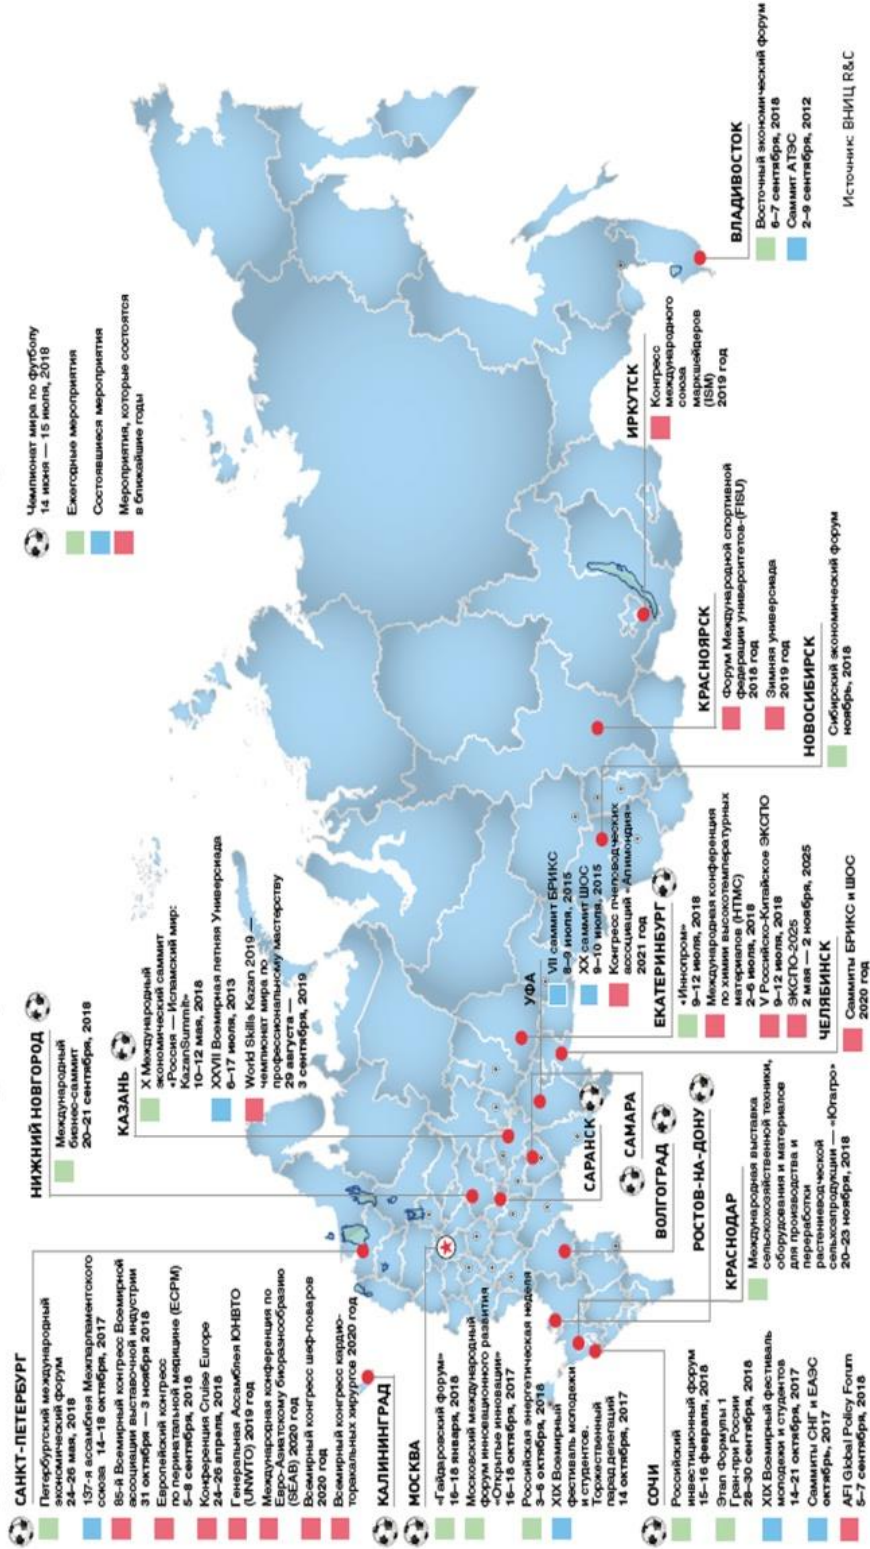 Чемпионат мира по футболу
14 июня — 15 июля, 2018
Ежегодные мероприятия
Состоявшиеся мероприятия
Мероприятия, которые состоятся
в ближайшие годы
САНКТ-ПЕТЕРБУРГ
Петербургский международный
экономический форум
24–26 мая, 2018
137-я ассамблея Межпарламентского
союза 14–18 октября, 2017
85-й Всемирный конгресс Всемирной
ассоциации выставочной индустрии
31 октября — 3 ноября 2018
Европейский конгресс
по перинатальной медицине (ECPM)
5–8 сентября, 2018
Конференция Cruise Europe
24–26 апреля, 2018
Генеральная Ассамблея ЮНВТО
(UNWTO) 2019 год
Международная конференция по
Евро-Азиатскому биоразнообразию
(SEAB) 2020 год
Всемирный конгресс шеф-поваров
2020 год
Всемирный конгресс кардио-
торакальных хирургов 2020 год
КАЛИНИНГРАД
МОСКВА
«Гайдаровский форум»
16–18 января, 2018
Московский международный
форум инновационного развития
«Открытые инновации»
16–18 октября, 2017
Российская энергетическая неделя
3–6 октября, 2018
XIX Всемирный
фестиваль молодежи
и студентов.
Торжественный
парад делегаций
14 октября, 2017
СОЧИ
Российский
инвестиционный форум
15–16 февраля, 2018
Этап Формулы 1
Гран-при России
28–30 сентября, 2018
XIX Всемирный фестиваль
молодежи и студентов
14–21 октября, 2017
Саммиты СНГ и ЕАЭС
октябрь, 2017
AFI Global Policy Forum
5–7 сентября, 2018
НИЖНИЙ НОВГОРОД
Международный
бизнес-саммит
20–21 сентября, 2018
КАЗАНЬ
X Международный
экономический саммит
«Россия — Исламский мир:
KazanSummit»
10–12 мая, 2018
XXVII Всемирная летняя Универсиада
6–17 июля, 2013
World Skills Kazan 2019 —
чемпионат мира по
профессиональному мастерству
29 августа —
3 сентября, 2019
САРАНСК
САМАРА
ВОЛГОГРАД
РОСТОВ-НА-ДОНУ
КРАСНОДАР
Международная выставка
сельскохозяйственной техники,
оборудования и материалов
для производства и
переработки
растениеводческой
сельхозпродукции — «Югагро»
20–23 ноября, 2018
УФА
VII саммит БРИКС
8–9 июля, 2015
XX саммит ШОС
9–10 июля, 2015
Конгресс пчеловодческих
ассоциаций «Апимондия»
2021 год
ЕКАТЕРИНБУРГ
«Иннопром»
9–12 июля, 2018
Международная конференция
по химии высокотемпературных
материалов (HTMC)
2–6 июля, 2018
V Российско-Китайское ЭКСПО
9–12 июля, 2018
ЭКСПО-2025
2 мая — 2 ноября, 2025
ЧЕЛЯБИНСК
Саммиты БРИКС и ШОС
2020 год
НОВОСИБИРСК
Сибирский экономический форум
ноябрь, 2018
КРАСНОЯРСК
Форум Международной спортивной
федерации университетов-(FISU)
2018 год
Зимняя универсиада
2019 год
ИРКУТСК
Конгресс
международного
союза
маркшейдеров
(ISM)
2019 год
ВЛАДИВОСТОК
Восточный экономический форум
6–7 сентября, 2018
Саммит АТЭС
2–9 сентября, 2012
Источник: ВНИЦ R&C